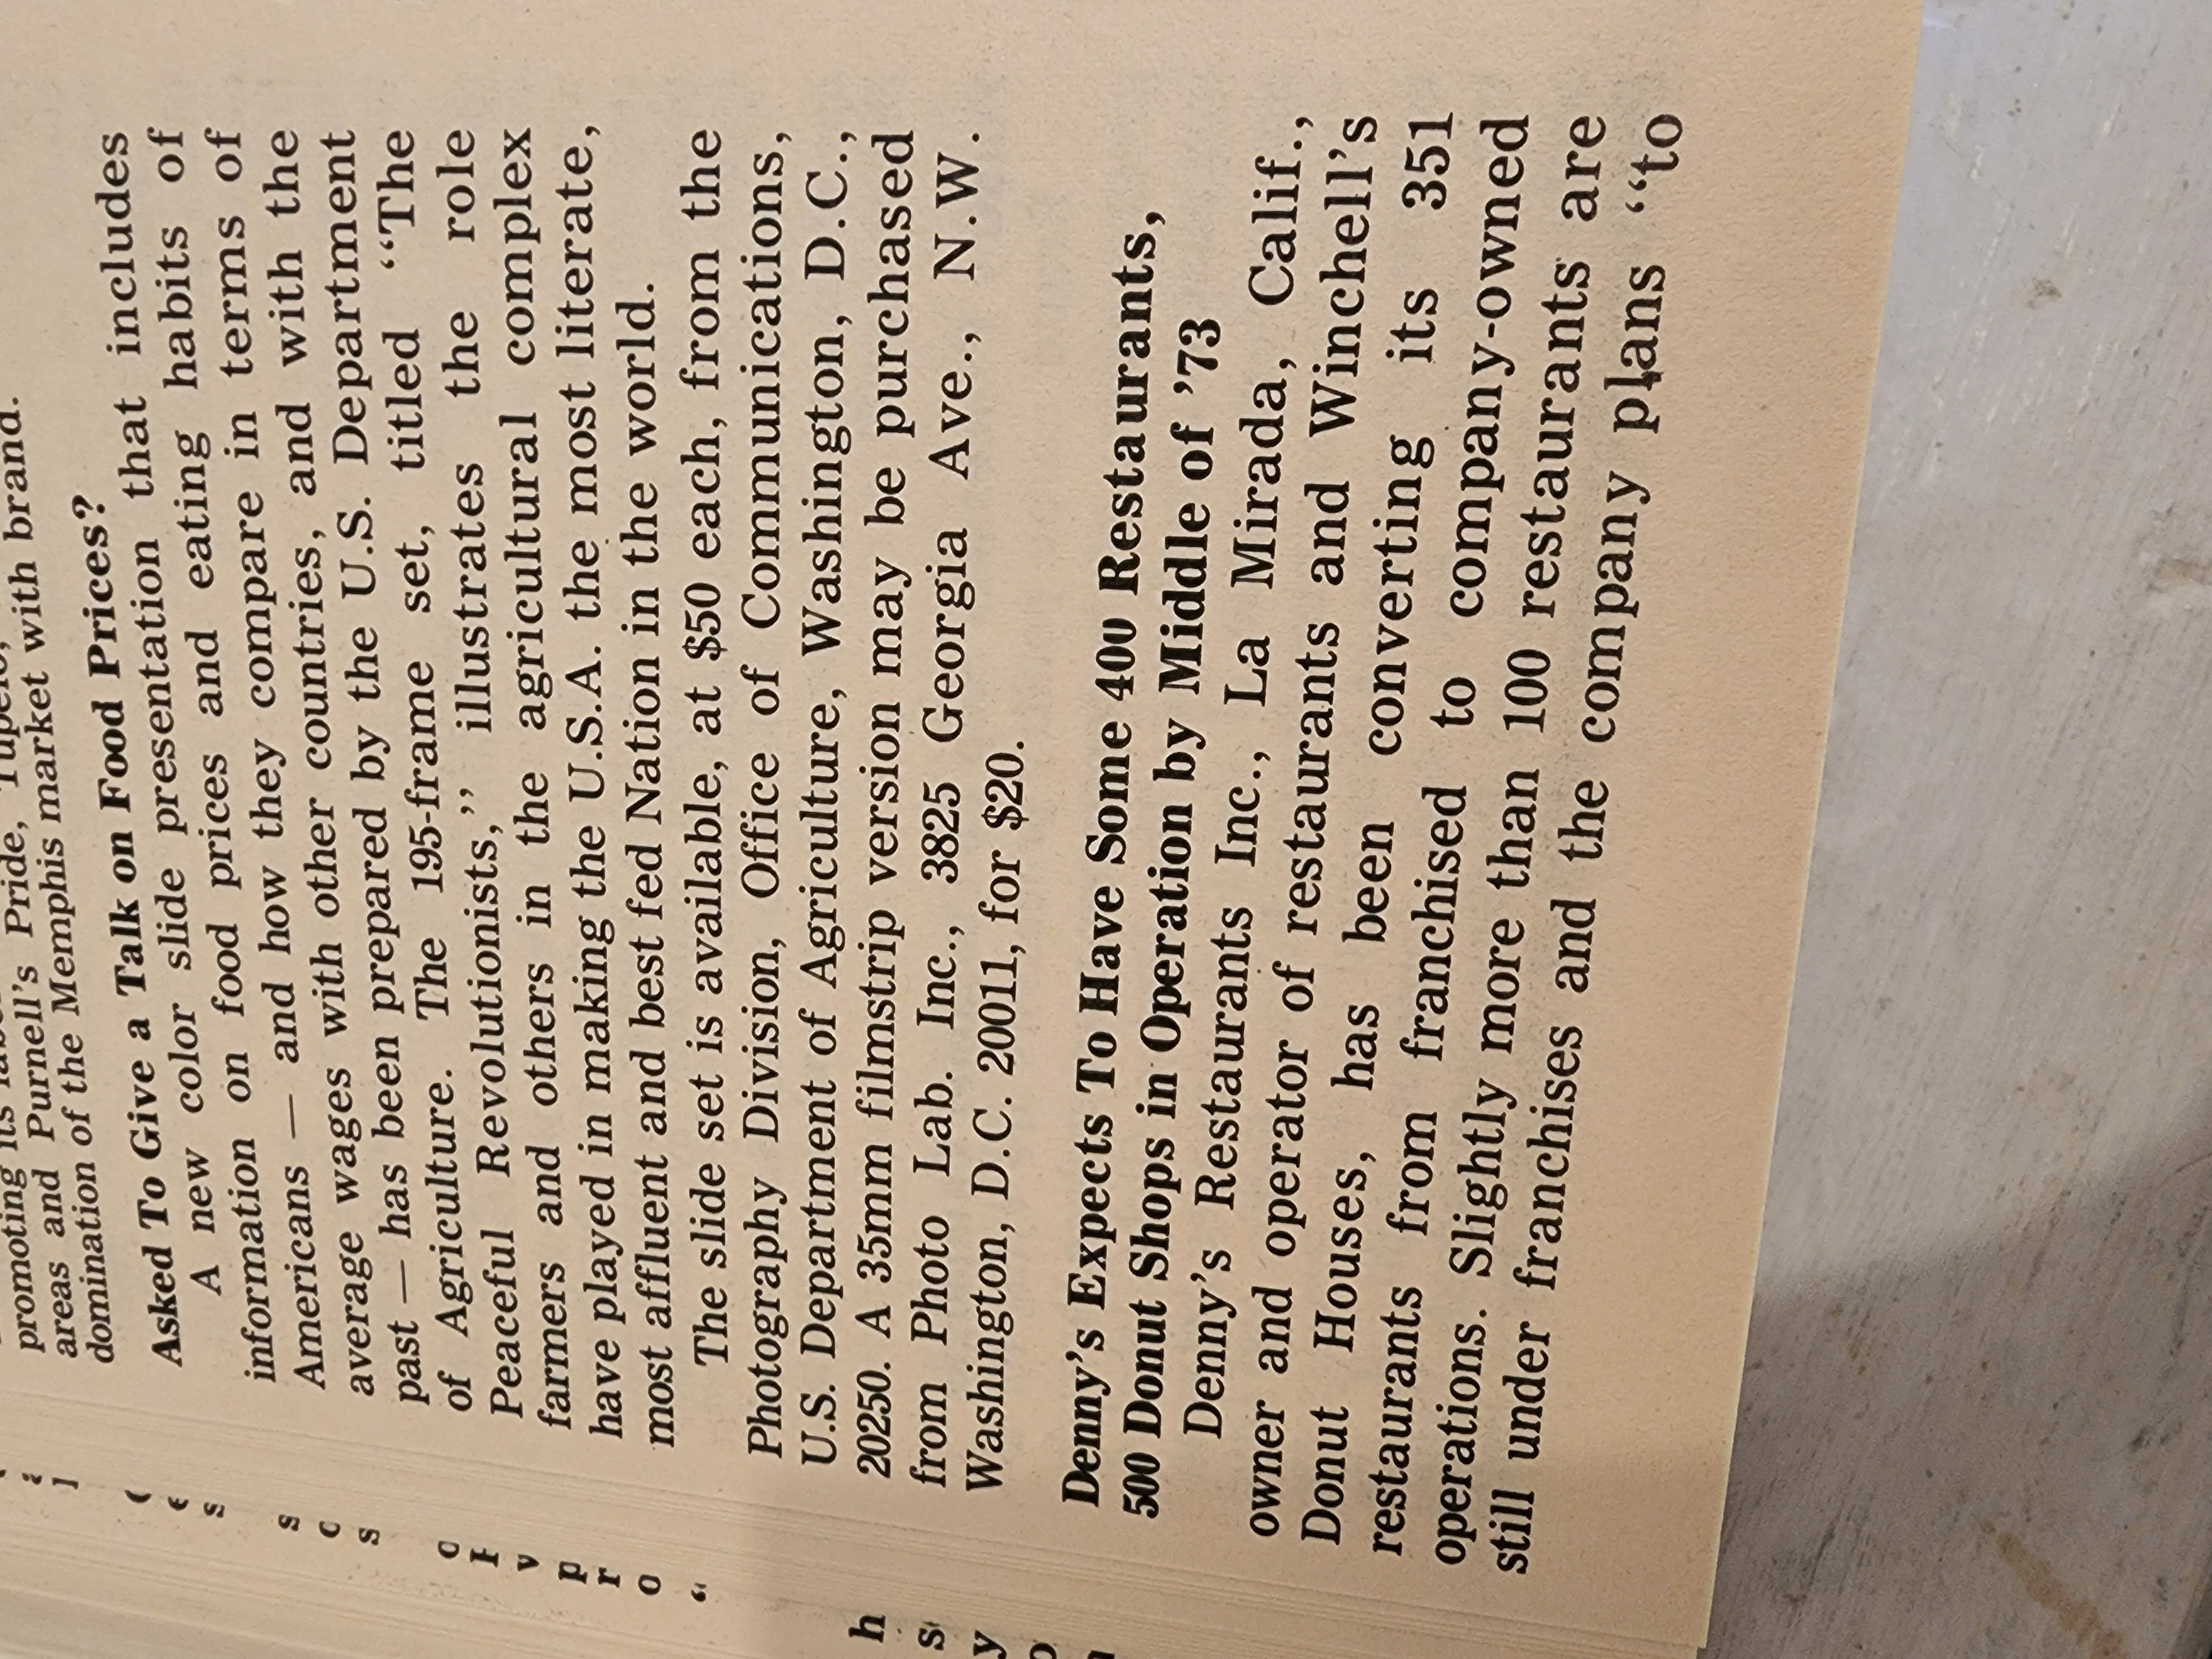 promoting its
areas and Purnell's Pride, Tupelo,
domination of the Memphis market with brand.
Asked To Give a Talk on Food Prices?
A new color slide presentation that includes
information on food prices and eating habits of
Americans — and how they compare in terms of
average wages with other countries, and with the
past — has been prepared by the U.S. Department
of Agriculture. The 195-frame set, titled “The
Peaceful Revolutionists,” illustrates the role
farmers and others in the agricultural complex
have played in making the U.S.A. the most literate,
most affluent and best fed Nation in the world.
The slide set is available, at $50 each, from the
Photography Division, Office of Communications,
U.S. Department of Agriculture, Washington, D.C.,
20250. A 35mm filmstrip version may be purchased
from Photo Lab. Inc., 3825 Georgia Ave., N.W.
Washington, D.C. 20011, for $20.
Denny's Expects To Have Some 400 Restaurants,
500 Donut Shops in Operation by Middle of '73
Denny's Restaurants Inc., La Mirada, Calif.,
owner and operator of restaurants and Winchell's
Donut Houses, has been converting its 351
restaurants from franchised to company-owned
operations. Slightly more than 100 restaurants are
still under franchises and the company plans “to